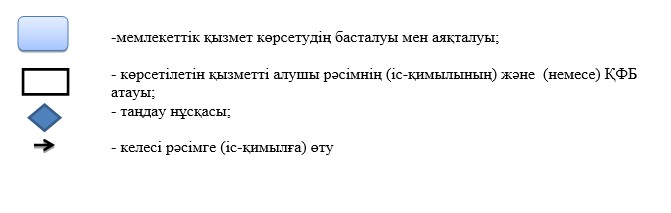 -мемлекеттік қызмет көрсетудің басталуы мен аяқталуы;
- көрсетілетін қызметті алушы рәсімнің (іс-қимылының) және (немесе) ҚФБ
атауы;
- таңдау нұсқасы;
- келесі рәсімге (іс-қимылға) өту